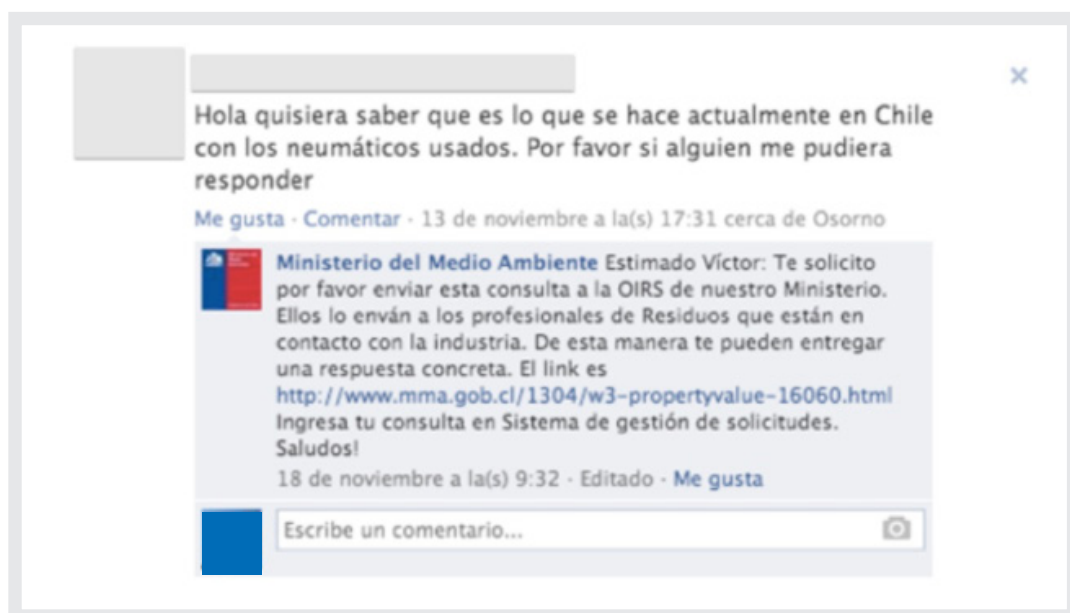 Hola quisiera saber que es lo que se hace actualmente en Chile
con los neumáticos usados. Por favor si alguien me pudiera
responder
Me gusta · Comentar · 13 de noviembre a la(s) 17:31 cerca de Osorno
Ministerio del Medio Ambiente Estimado Víctor: Te solicito
por favor enviar esta consulta a la OIRS de nuestro Ministerio.
Ellos lo enván a los profesionales de Residuos que están en
contacto con la industria. De esta manera te pueden entregar
una respuesta concreta. El link es
http://www.mma.gob.cl/1304/w3-propertyvalue-16060.html
Ingresa tu consulta en Sistema de gestión de solicitudes.
Saludos!
18 de noviembre a la(s) 9:32 · Editado · Me gusta
Escribe un comentario...